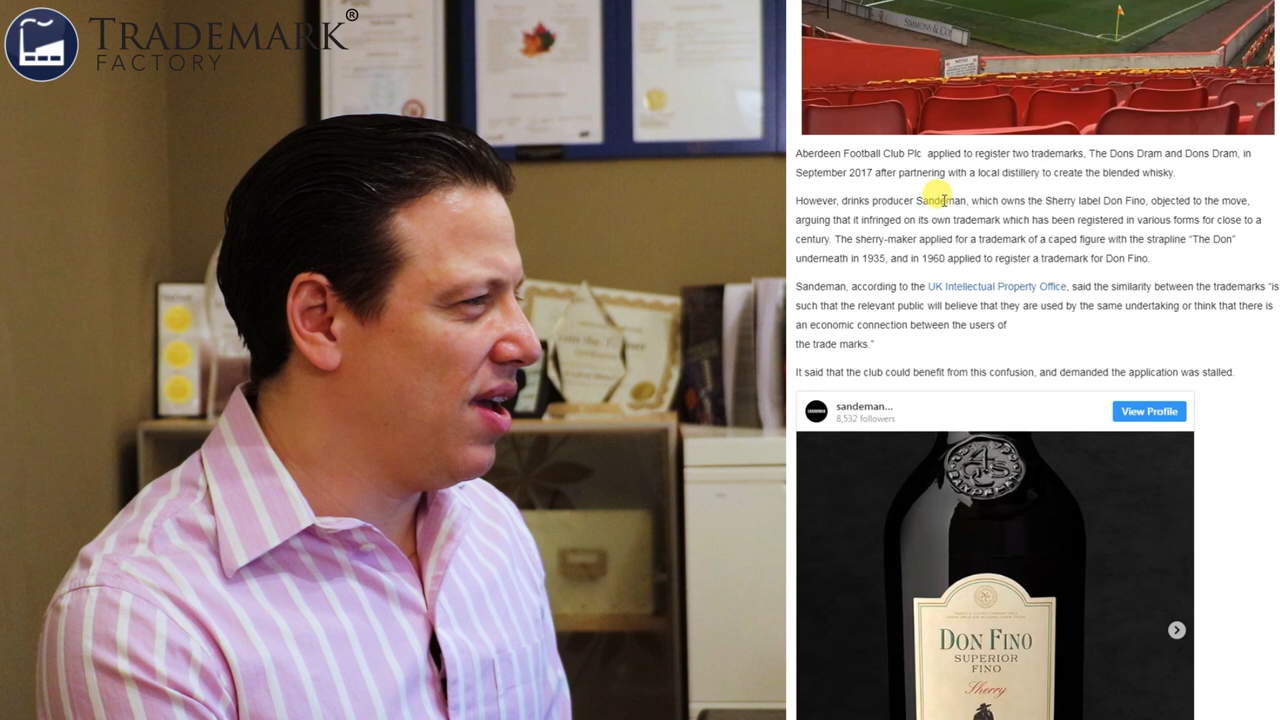 TRADEMARK®
FACTORY
SIMMONS & CO
NOTICE
Aberdeen Football Club Plc applied to register two trademarks, The Dons Dram and Dons Dram, in
September 2017 after partnering with a local distillery to create the blended whisky.
However, drinks producer Sandeman, which owns the Sherry label Don Fino, objected to the move,
arguing that it infringed on its own trademark which has been registered in various forms for close to a
century. The sherry-maker applied for a trademark of a caped figure with the strapline “The Don”
underneath in 1935, and in 1960 applied to register a trademark for Don Fino.
Sandeman, according to the UK Intellectual Property Office, said the similarity between the trademarks “is
such that the relevant public will believe that they are used by the same undertaking or think that there is
an economic connection between the users of
the trade marks.”
It said that the club could benefit from this confusion, and demanded the application was stalled.
sandeman...
8,532 followers
View Profile
SANDEMAN
DON FINO
SUPERIOR
FINO
Sherry